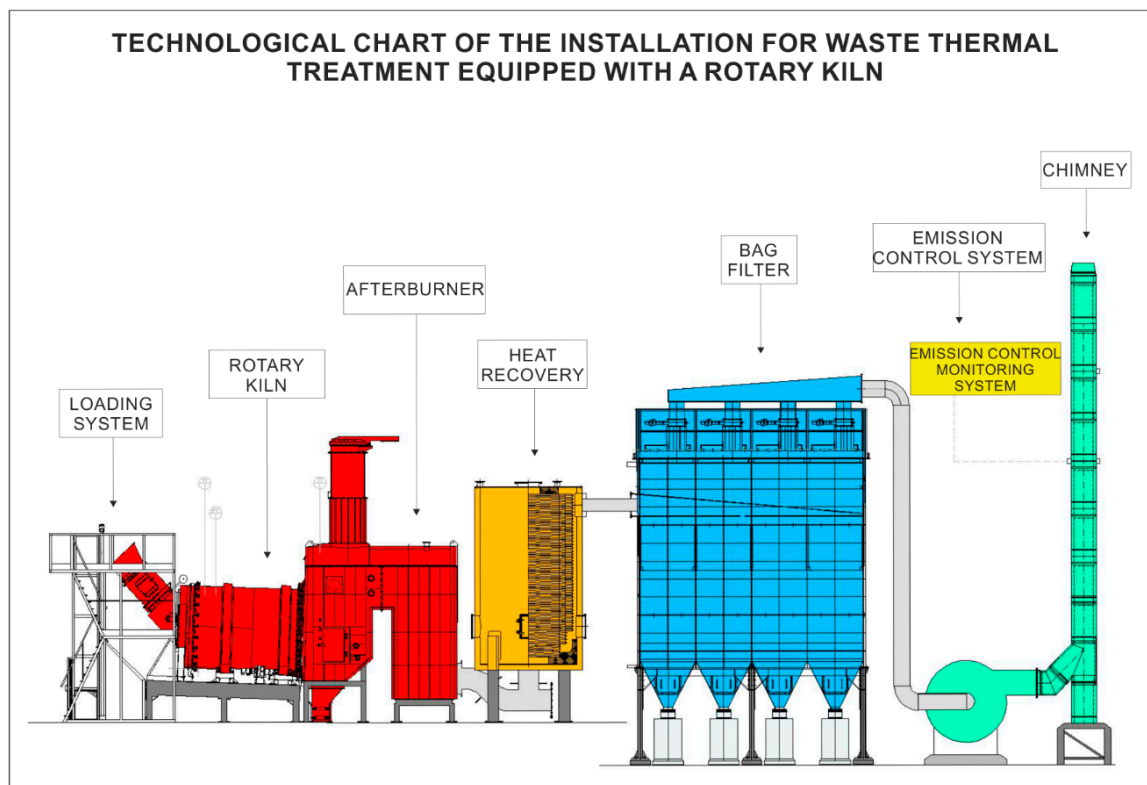 TECHNOLOGICAL CHART OF THE INSTALLATION FOR WASTE THERMAL
TREATMENT EQUIPPED WITH A ROTARY KILN
CHIMNEY
EMISSION
CONTROL SYSTEM
BAG
FILTER
AFTERBURNER
HEAT
RECOVERY
EMISSION CONTROL
MONITORING
SYSTEM
ROTARY
KILN
LOADING
SYSTEM